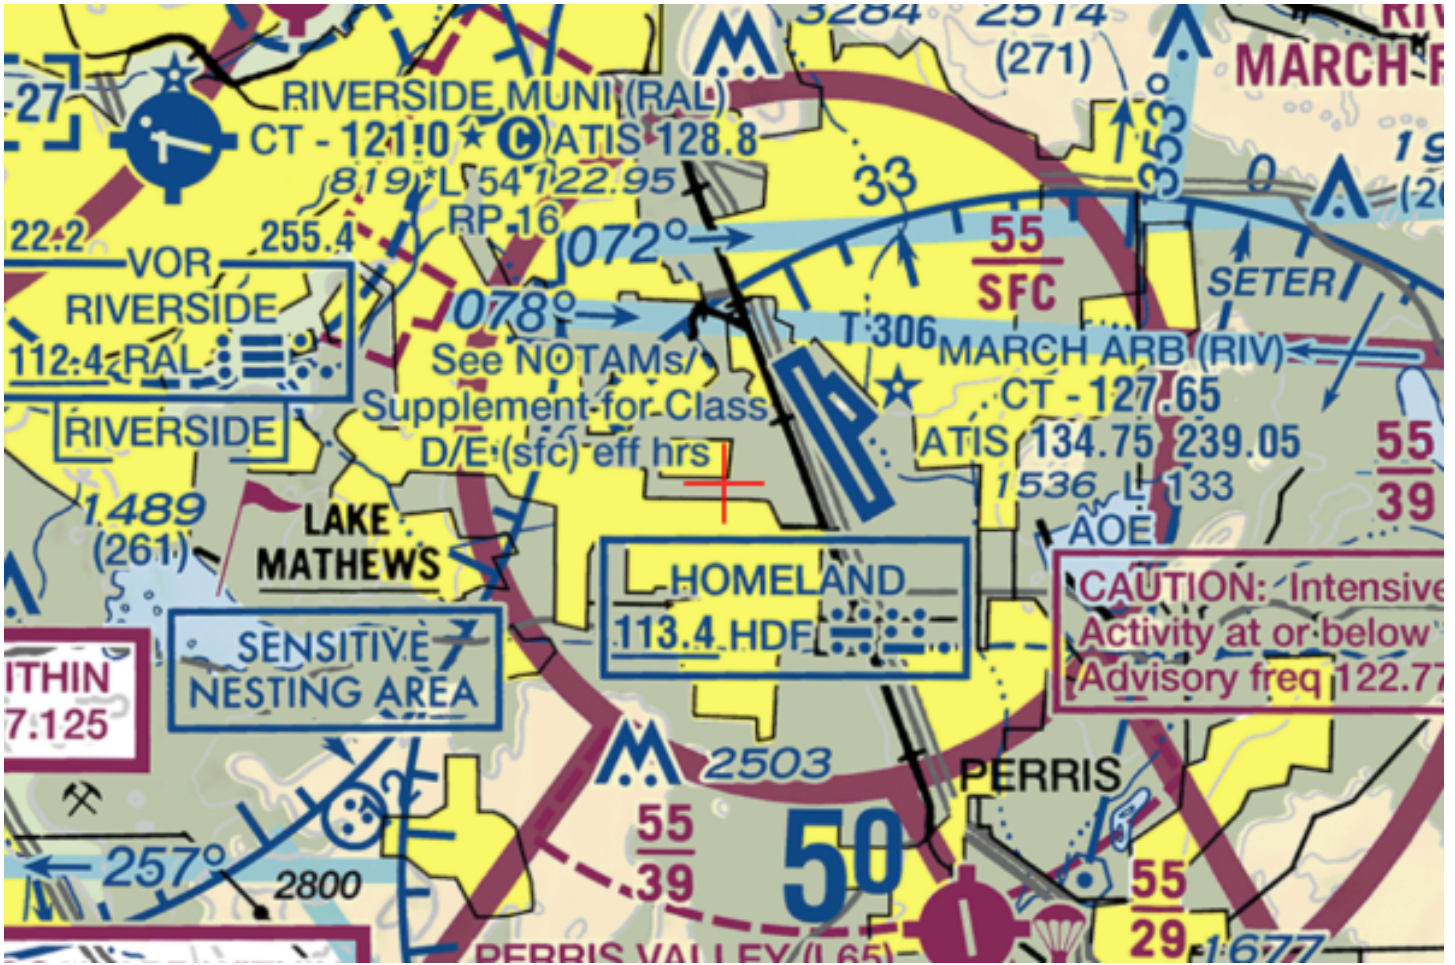 3284
2514
(271)
RIV
MARCH
-27
RIVERSIDE MUNI (RAL)
CT - 121.0 ★ C ATIS 128.8
819 *L 54 122.95
RP 16
33
353°
0
22.2
255.4
072°
55
SFC
SETER
VOR
RIVERSIDE
112.4 RAL
RIVERSIDE
078°
T 306
See NOTAMs/
Supplement for Class
D/E (sfc) eff hrs
MARCH ARB (RIV)
CT - 127.65
ATIS 134.75 239.05
1536 L 133
AOE
55
39
1489
(261)
LAKE
MATHEWS
HOMELAND
113.4 HDF
CAUTION: Intensive
Activity at or below
Advisory freq 122.77
SENSITIVE
NESTING AREA
ITHIN
7.125
2503
PERRIS
55
39
50
12
257°
2800
55
29
1677
PERRIS VALLEY (L65)